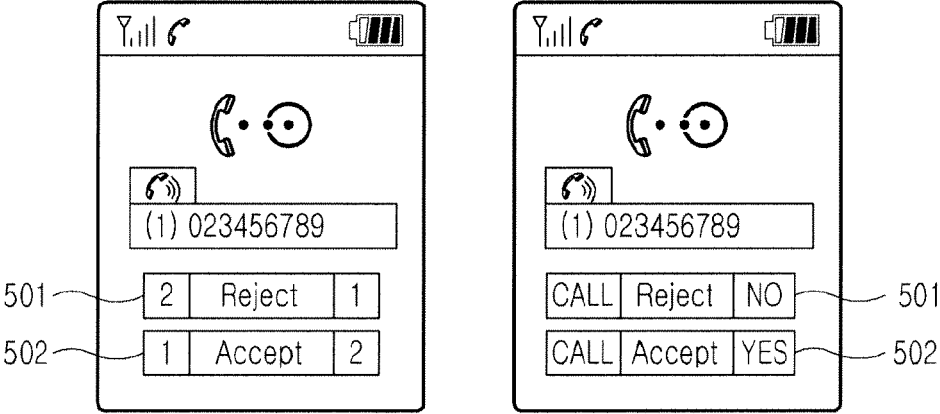 (1) 023456789
501 2 Reject 1
502 1 Accept 2
(1) 023456789
CALL Reject NO 501
CALL Accept YES 502